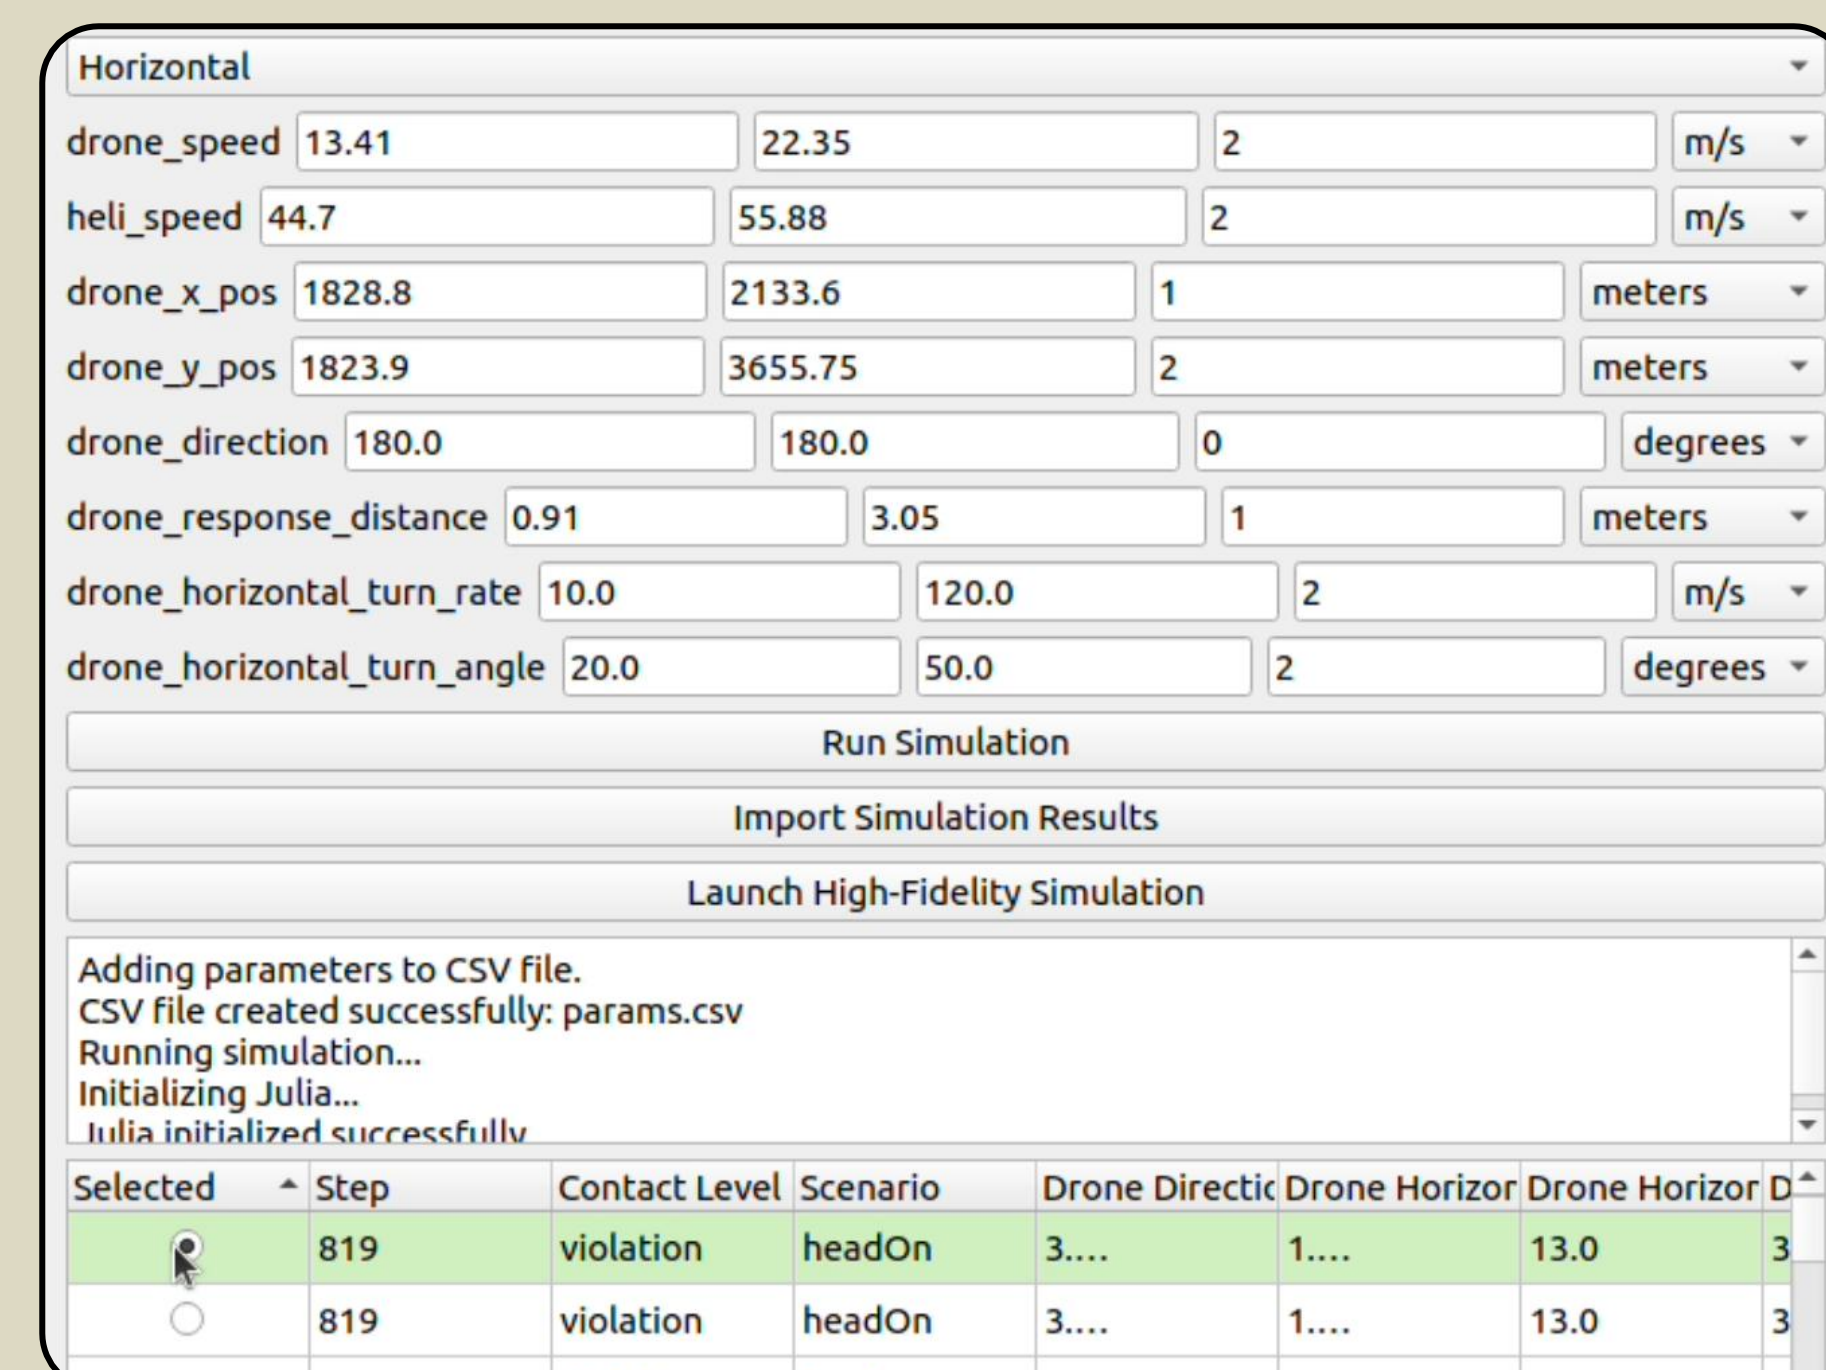 Horizontal
drone_speed 13.41 22.35 2 m/s
heli_speed 44.7 55.88 2 m/s
drone_x_pos 1828.8 2133.6 1 meters
drone_y_pos 1823.9 3655.75 2 meters
drone_direction 180.0 180.0 0 degrees
drone_response_distance 0.91 3.05 1 meters
drone_horizontal_turn_rate 10.0 120.0 2 m/s
drone_horizontal_turn_angle 20.0 50.0 2 degrees
Run Simulation
Import Simulation Results
Launch High-Fidelity Simulation
Adding parameters to CSV file.
CSV file created successfully: params.csv
Running simulation...
Initializing Julia...
Julia initialized successfully
Selected Step Contact Level Scenario Drone Directic Drone Horizor Drone Horizor D
819 violation headOn 3.... 1.... 13.0 3
819 violation headOn 3.... 1.... 13.0 3